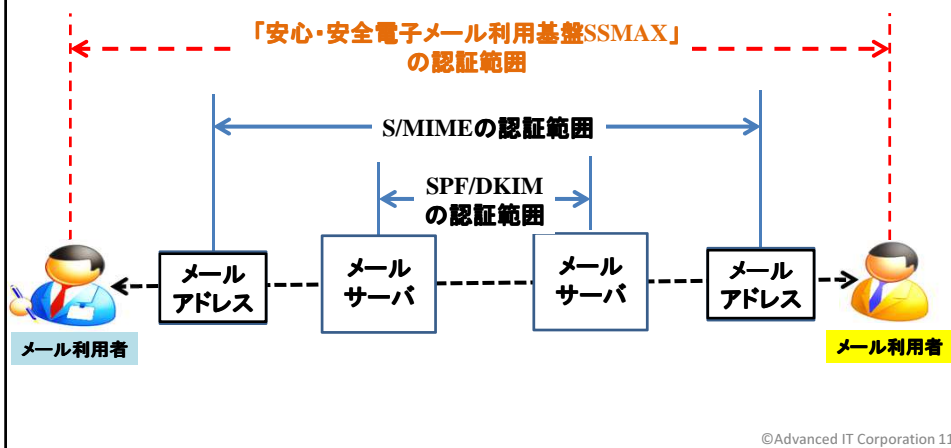 「安心・安全電子メール利用基盤SSMAX」
の認証範囲
S/MIMEの認証範囲
SPF/DKIM
の認証範囲
メール
アドレス
メール
サーバ
メール
サーバ
メール
アドレス
メール利用者
メール利用者
©Advanced IT Corporation 11